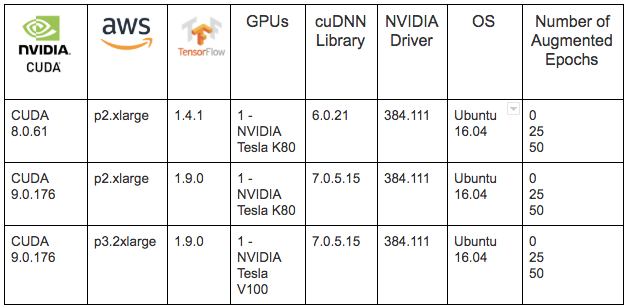 NVIDIA
CUDA
aws
TensorFlow
GPUs
cuDNN
Library
NVIDIA
Driver
OS
Number of
Augmented
Epochs
CUDA
8.0.61
p2.xlarge
1.4.1
1 -
NVIDIA
Tesla K80
6.0.21
384.111
Ubuntu
16.04
0
25
50
CUDA
9.0.176
p2.xlarge
1.9.0
1 -
NVIDIA
Tesla K80
7.0.5.15
384.111
Ubuntu
16.04
0
25
50
CUDA
9.0.176
p3.2xlarge
1.9.0
1 -
NVIDIA
Tesla
V100
7.0.5.15
384.111
Ubuntu
16.04
0
25
50